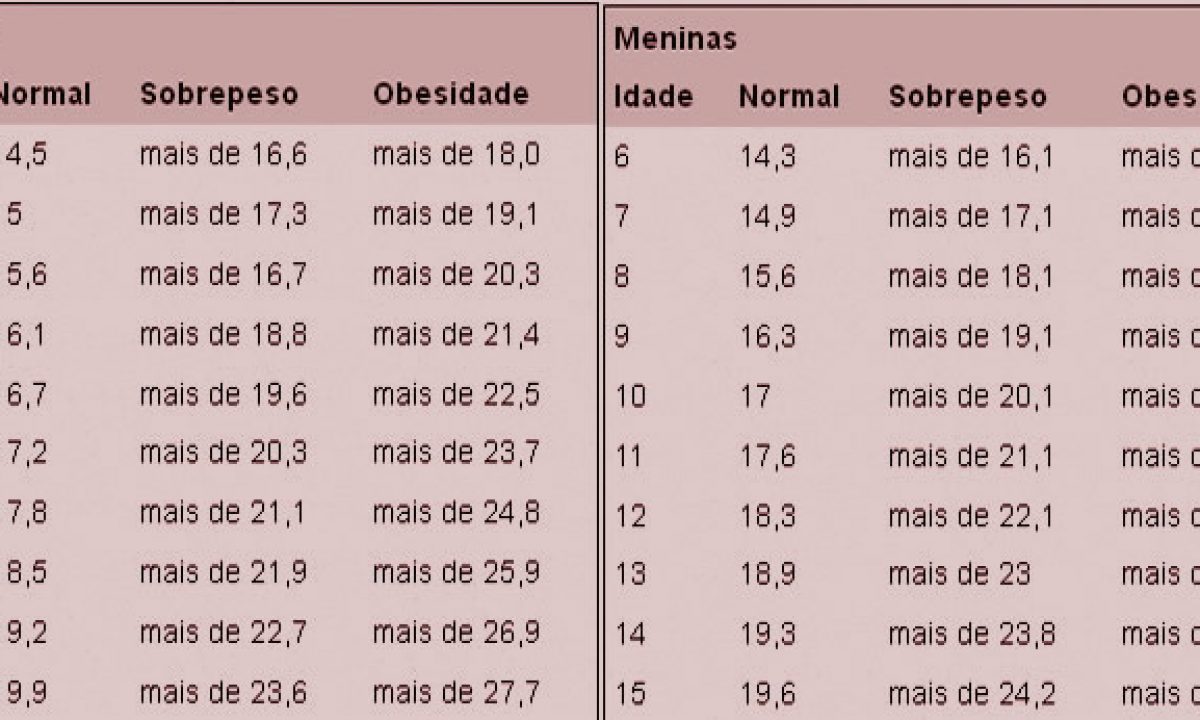 Meninas
Normal Sobrepeso Obesidade
Idade Normal Sobrepeso
4,5 mais de 16,6 mais de 18,0
6 14,3 mais de 16,1 mais
5 mais de 17,3 mais de 19,1
7 14,9 mais de 17,1 mais
5,6 mais de 16,7 mais de 20,3
8 15,6 mais de 18,1 mais
6,1 mais de 18,8 mais de 21,4
9 16,3 mais de 19,1 mais
6,7 mais de 19,6 mais de 22,5
10 17 mais de 20,1 mais
7,2 mais de 20,3 mais de 23,7
11 17,6 mais de 21,1 mais
7,8 mais de 21,1 mais de 24,8
12 18,3 mais de 22,1 mais
8,5 mais de 21,9 mais de 25,9
13 18,9 mais de 23 mais
9,2 mais de 22,7 mais de 26,9
14 19,3 mais de 23,8 mais
9,9 mais de 23,6 mais de 27,7
15 19,6 mais de 24,2 mais